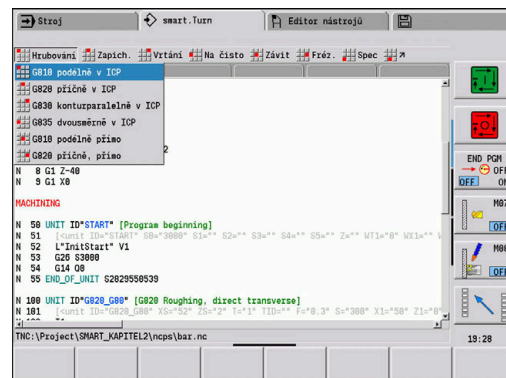 Stroj
smart.Turn
Editor nástrojů
Hrubování Zapich. Vrtání Na čisto Závit Fréz. Spec
G810 podélně v ICP
G820 příčně v ICP
G830 konturparalelně v ICP
G835 dvousměrně v ICP
G810 podélně přímo
G820 příčně, přímo
2
N 8 G1 Z-40
N 9 G1 X0
MACHINING
N 50 UNIT ID"START" [Program beginning]
N 51 [<unit ID="START" S0="3000" S1="" S2="" S3="" S4="" S5="" Z="" WT1="0" WX1=""
N 52 L"InitStart" V1
N 53 G26 S3000
N 54 G14 Q0
N 55 END_OF_UNIT S2829550539
N 100 UNIT ID"G820_G80" [G820 Roughing, direct transverse]
N 101 [<unit ID="G820_G80" XS="52" ZS="2" T="1" TID="" F="0.3" S="300" X1="50" Z1="0"
TNC:\Project\SMART_KAPITEL2\ncps\bar.nc
END PGM
OFF
OFF ON
M07
OFF
M08
OFF
19:28